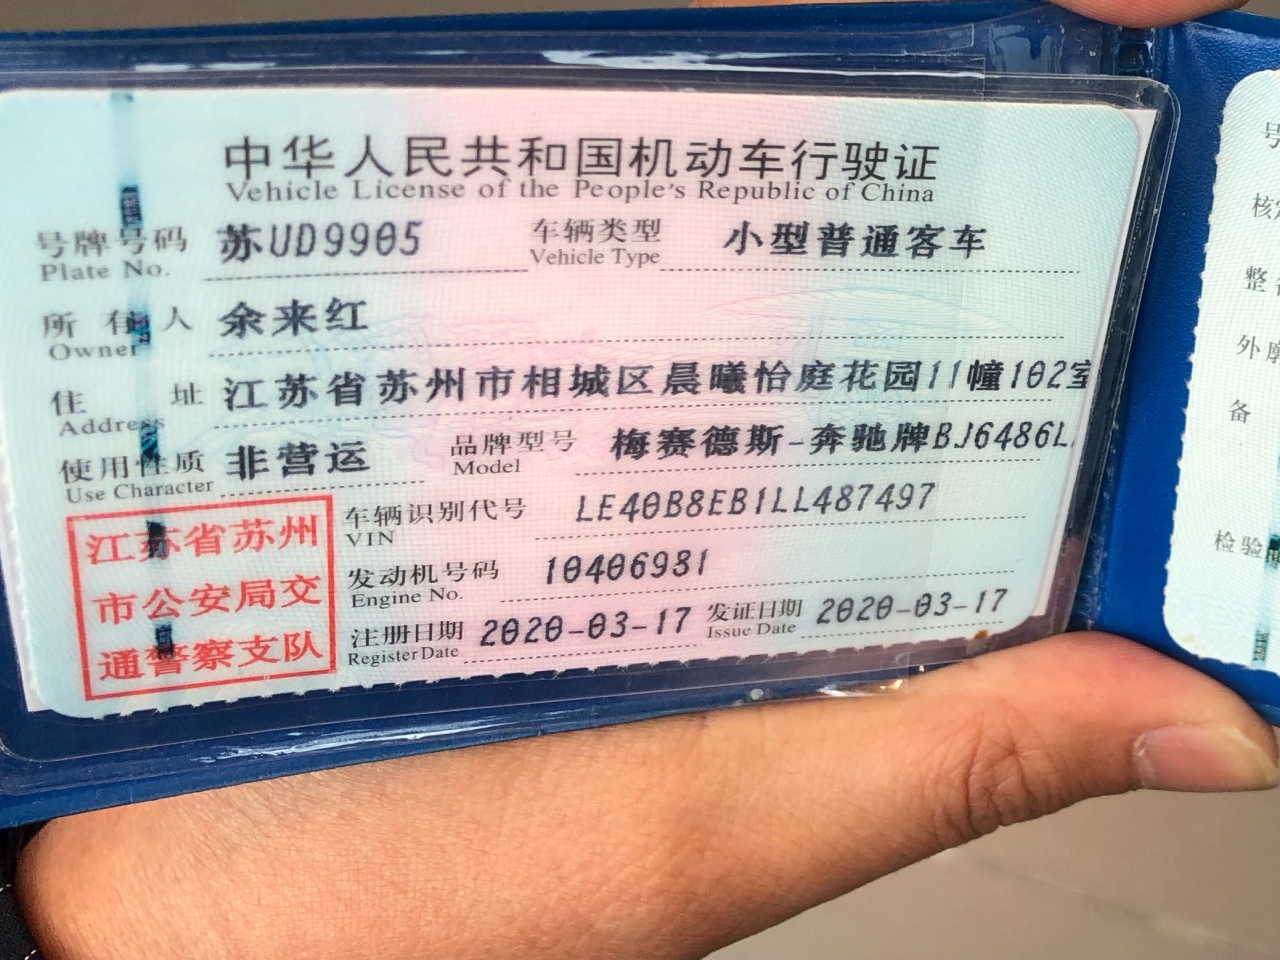 中华人民共和国机动车行驶证
Vehicle License of the People's Republic of China
号牌号码 苏UD9905 车辆类型 小型普通客车
Plate No. Vehicle Type
所有人 余来红
Owner
住址 江苏省苏州市相城区晨曦怡庭花园11幢102室
Address
使用性质 非营运 品牌型号 梅赛德斯-奔驰牌BJ6486L
Use Character Model
江苏省苏州
市公安局交
通警察支队
车辆识别代号 LE40B8EB1LL487497
VIN
发动机号码 10406981
Engine No.
注册日期 2020-03-17 发证日期 2020-03-17
Register Date Issue Date
号
核
整
外
备
检验